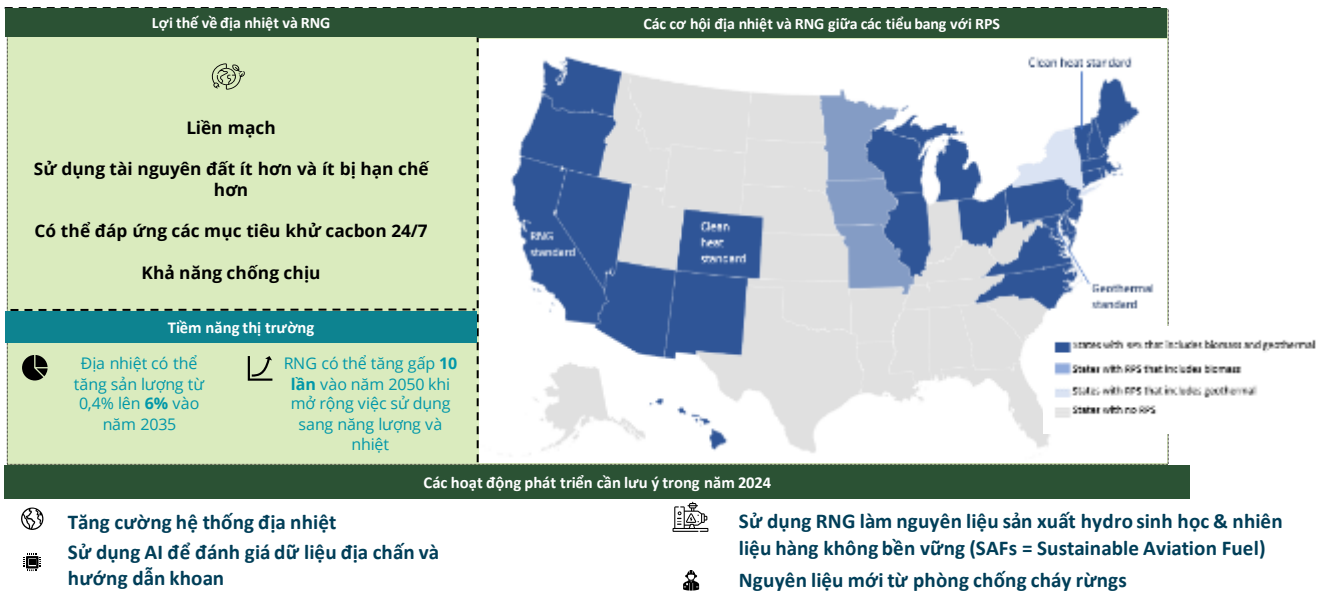 Lợi thế về địa nhiệt và RNG
Liền mạch
Sử dụng tài nguyên đất ít hơn và ít bị hạn chế
hơn
Có thể đáp ứng các mục tiêu khử cacbon 24/7
Khả năng chống chịu
Tiềm năng thị trường
Địa nhiệt có thể
tăng sản lượng từ
0,4% lên 6% vào
năm 2035
RNG có thể tăng gấp 10
lần vào năm 2050 khi
mở rộng việc sử dụng
sang năng lượng và
nhiệt
Các cơ hội địa nhiệt và RNG giữa các tiểu bang với RPS
Clean heat standard
RNG
standard
Clean
heat
standard
Geothermal
standard
States with RPS that includes biomass and geothermal
States with RPS that includes biomass
States with RPS that includes geothermal
States with no RPS
Các hoạt động phát triển cần lưu ý trong năm 2024
Tăng cường hệ thống địa nhiệt
Sử dụng AI để đánh giá dữ liệu địa chấn và
hướng dẫn khoan
Sử dụng RNG làm nguyên liệu sản xuất hydro sinh học & nhiên
liệu hàng không bền vững (SAFs = Sustainable Aviation Fuel)
Nguyên liệu mới từ phòng chống cháy rừngs